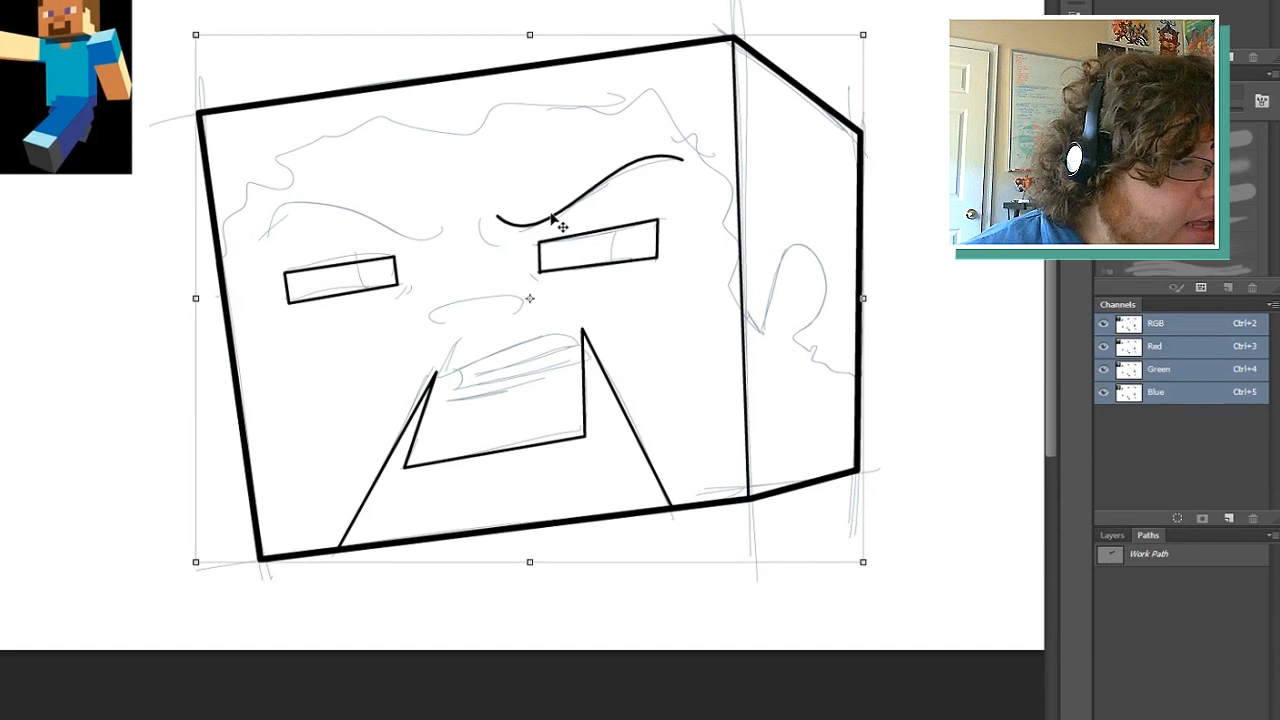 Channels
RGB Ctrl+2
Red Ctrl+3
Green Ctrl+4
Blue Ctrl+5
Layers Paths
Work Path